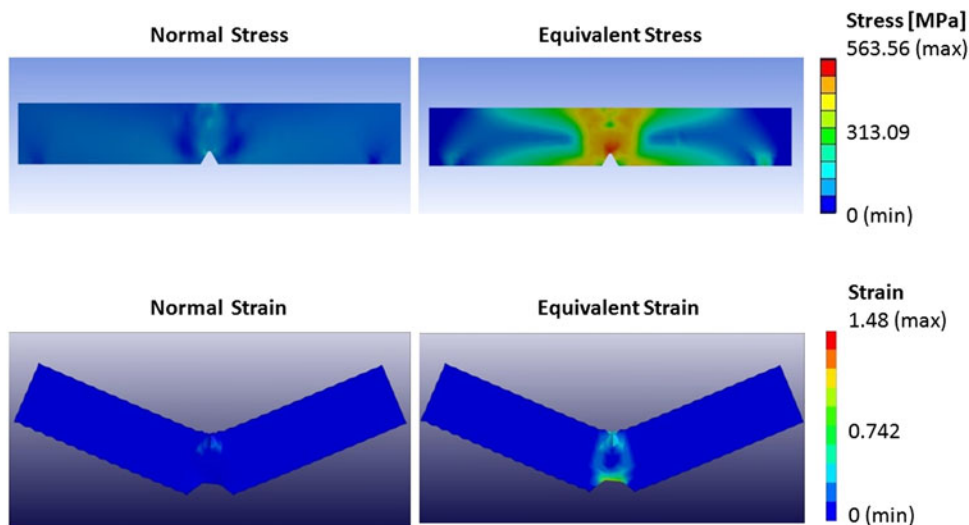 Normal Stress
Equivalent Stress
Stress [MPa]
563.56 (max)
313.09
0 (min)
Normal Strain
Equivalent Strain
Strain
1.48 (max)
0.742
0 (min)